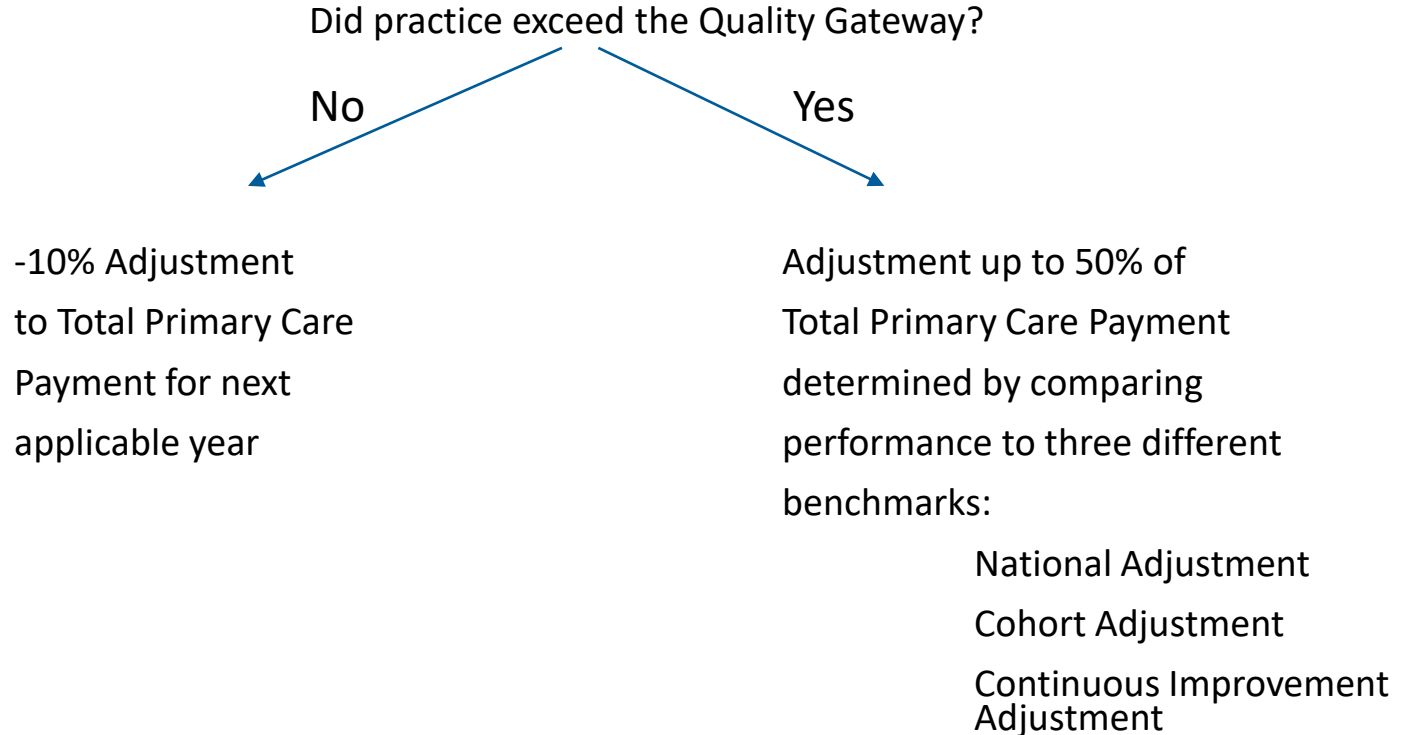 Did practice exceed the Quality Gateway?
No
Yes
-10% Adjustment
to Total Primary Care
Payment for next
applicable year
Adjustment up to 50% of
Total Primary Care Payment
determined by comparing
performance to three different
benchmarks:
National Adjustment
Cohort Adjustment
Continuous Improvement
Adjustment